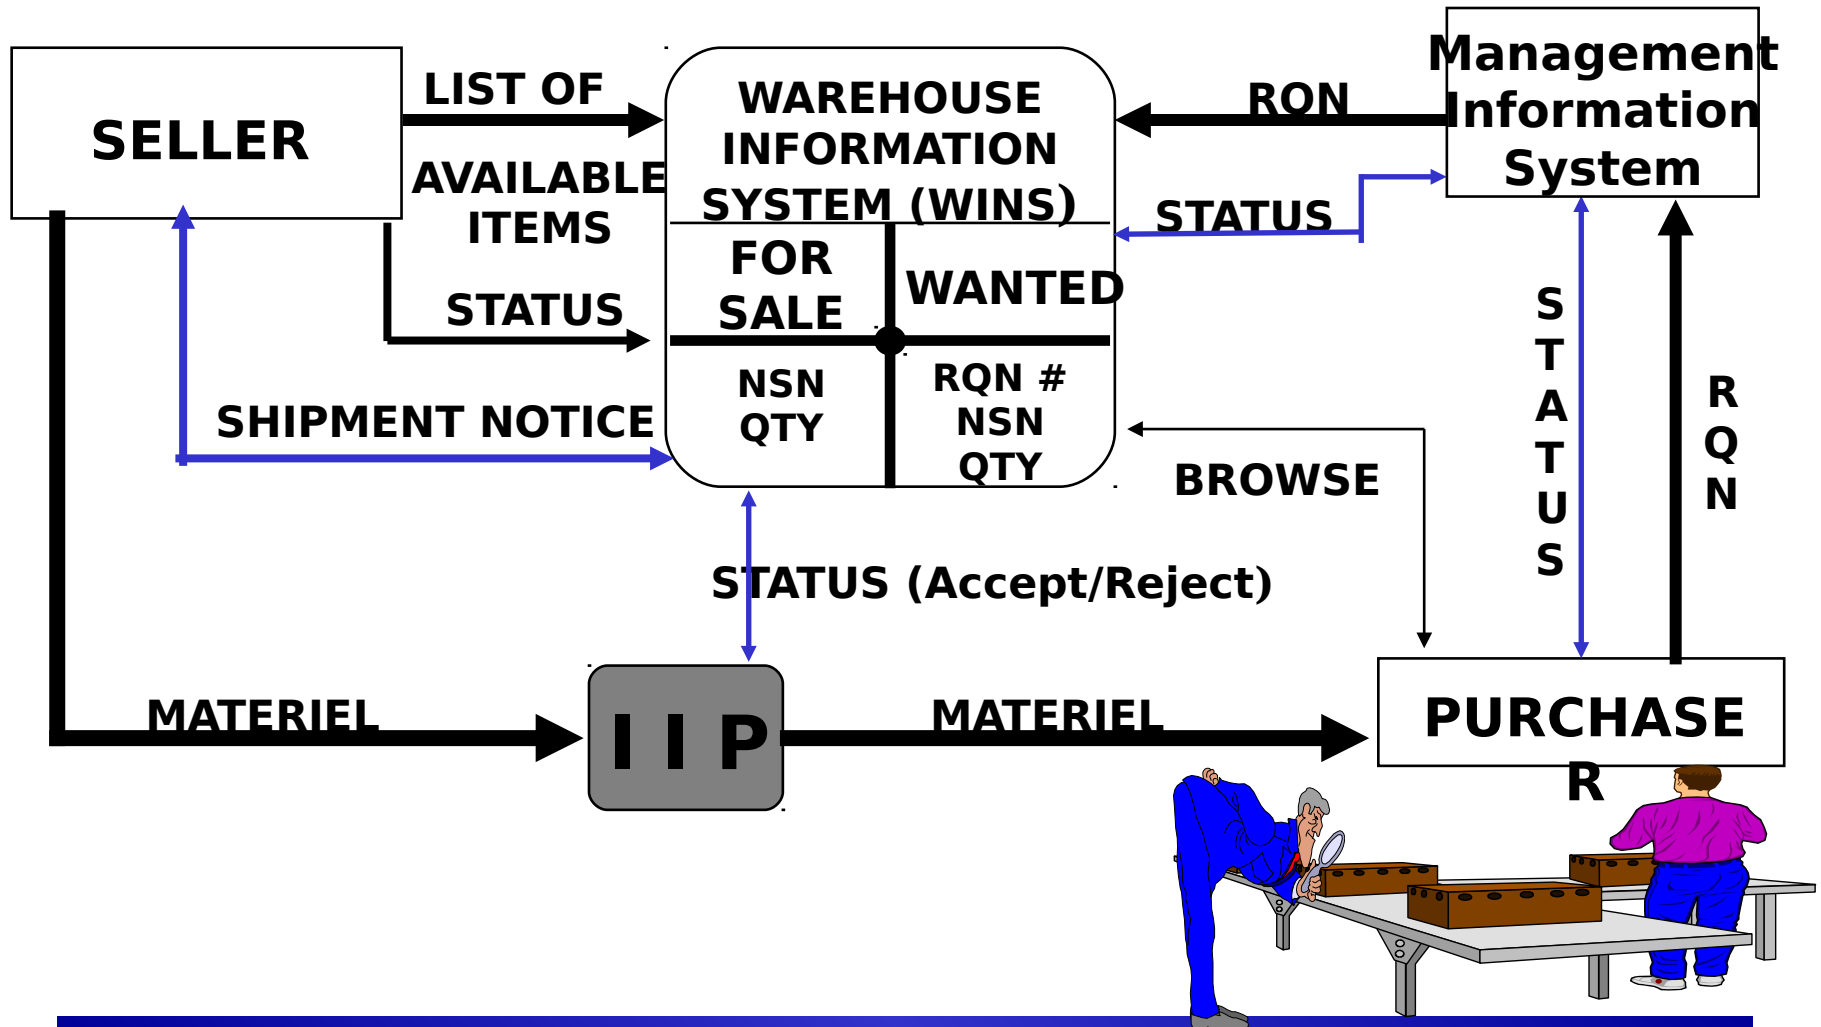 SELLER
LIST OF
AVAILABLE
ITEMS
STATUS
SHIPMENT NOTICE
WAREHOUSE
INFORMATION
SYSTEM (WINS)
FOR
SALE
WANTED
NSN
QTY
RQN #
NSN
QTY
RQN
STATUS
Management
Information
System
S
T
A
T
U
S
R
Q
N
BROWSE
STATUS (Accept/Reject)
MATERIEL
I I P
MATERIEL
PURCHASE
R